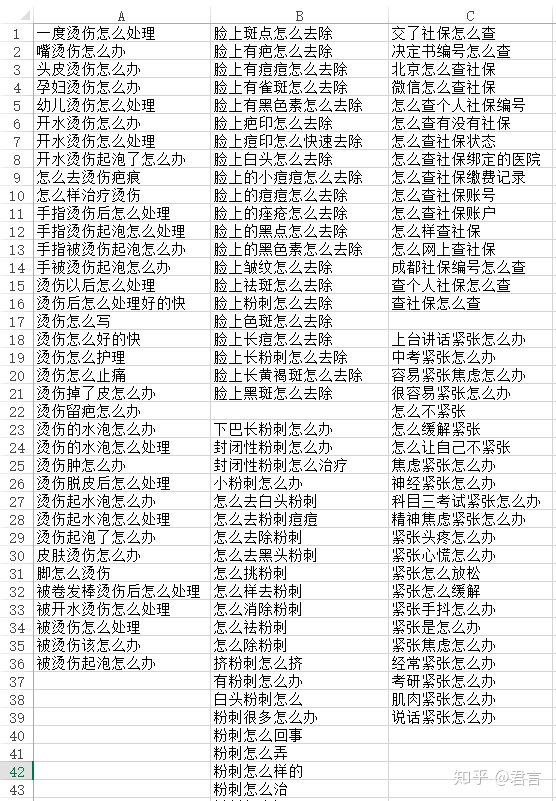 A B C
1 一度烫伤怎么处理 脸上斑点怎么去除 交了社保怎么查
2 嘴烫伤怎么办 脸上有疤怎么去除 决定书编号怎么查
3 头皮烫伤怎么办 脸上有痘痘怎么去除 北京怎么查社保
4 孕妇烫伤怎么办 脸上有雀斑怎么去除 微信怎么查社保
5 幼儿烫伤怎么处理 脸上有黑色素怎么去除 怎么查个人社保编号
6 开水烫伤怎么办 脸上疤印怎么去除 怎么查有没有社保
7 开水烫伤怎么处理 脸上痘印怎么快速去除 怎么查社保状态
8 开水烫伤起泡了怎么办 脸上白头怎么去除 怎么查社保绑定的医院
9 怎么去烫伤疤痕 脸上的小痘痘怎么去除 怎么查社保缴费记录
10 怎么样治疗烫伤 脸上的痘痘怎么去除 怎么查社保账号
11 手指烫伤后怎么处理 脸上的痤疮怎么去除 怎么查社保账户
12 手指烫伤起泡怎么处理 脸上的黑点怎么去除 怎么样查社保
13 手指被烫伤起泡怎么办 脸上的黑色素怎么去除 怎么网上查社保
14 手被烫伤起泡怎么办 脸上皱纹怎么去除 成都社保编号怎么查
15 烫伤以后怎么处理 脸上祛斑怎么去除 查个人社保怎么查
16 烫伤后怎么处理好的快 脸上粉刺怎么去除 查社保怎么查
17 烫伤怎么写 脸上色斑怎么去除
18 烫伤怎么好的快 脸上长痘怎么去除 上台讲话紧张怎么办
19 烫伤怎么护理 脸上长粉刺怎么去除 中考紧张怎么办
20 烫伤怎么止痛 脸上长黄褐斑怎么去除 容易紧张焦虑怎么办
21 烫伤掉了皮怎么办 脸上黑斑怎么去除 很容易紧张怎么办
22 烫伤留疤怎么办 怎么不紧张
23 烫伤的水泡怎么办 下巴长粉刺怎么办 怎么缓解紧张
24 烫伤的水泡怎么处理 封闭性粉刺怎么办 怎么让自己不紧张
25 烫伤肿怎么办 封闭性粉刺怎么治疗 焦虑紧张怎么办
26 烫伤脱皮后怎么处理 小粉刺怎么办 神经紧张怎么办
27 烫伤起水泡怎么办 怎么去白头粉刺 科目三考试紧张怎么办
28 烫伤起水泡怎么处理 怎么去粉刺痘痘 精神焦虑紧张怎么办
29 烫伤起泡了怎么办 怎么去除粉刺 紧张头疼怎么办
30 皮肤烫伤怎么办 怎么去黑头粉刺 紧张心慌怎么办
31 脚怎么烫伤 怎么挑粉刺 紧张怎么放松
32 被卷发棒烫伤后怎么处理 怎么样去粉刺 紧张怎么缓解
33 被开水烫伤怎么处理 怎么消除粉刺 紧张手抖怎么办
34 被烫伤怎么处理 怎么祛粉刺 紧张是怎么办
35 被烫伤该怎么办 怎么除粉刺 紧张焦虑怎么办
36 被烫伤起泡怎么办 挤粉刺怎么挤 经常紧张怎么办
37 有粉刺怎么办 考研紧张怎么办
38 白头粉刺怎么 肌肉紧张怎么办
39 粉刺很多怎么办 说话紧张怎么办
40 粉刺怎么回事
41 粉刺怎么弄
42 粉刺怎么样的
43 粉刺怎么治
知乎 @君言